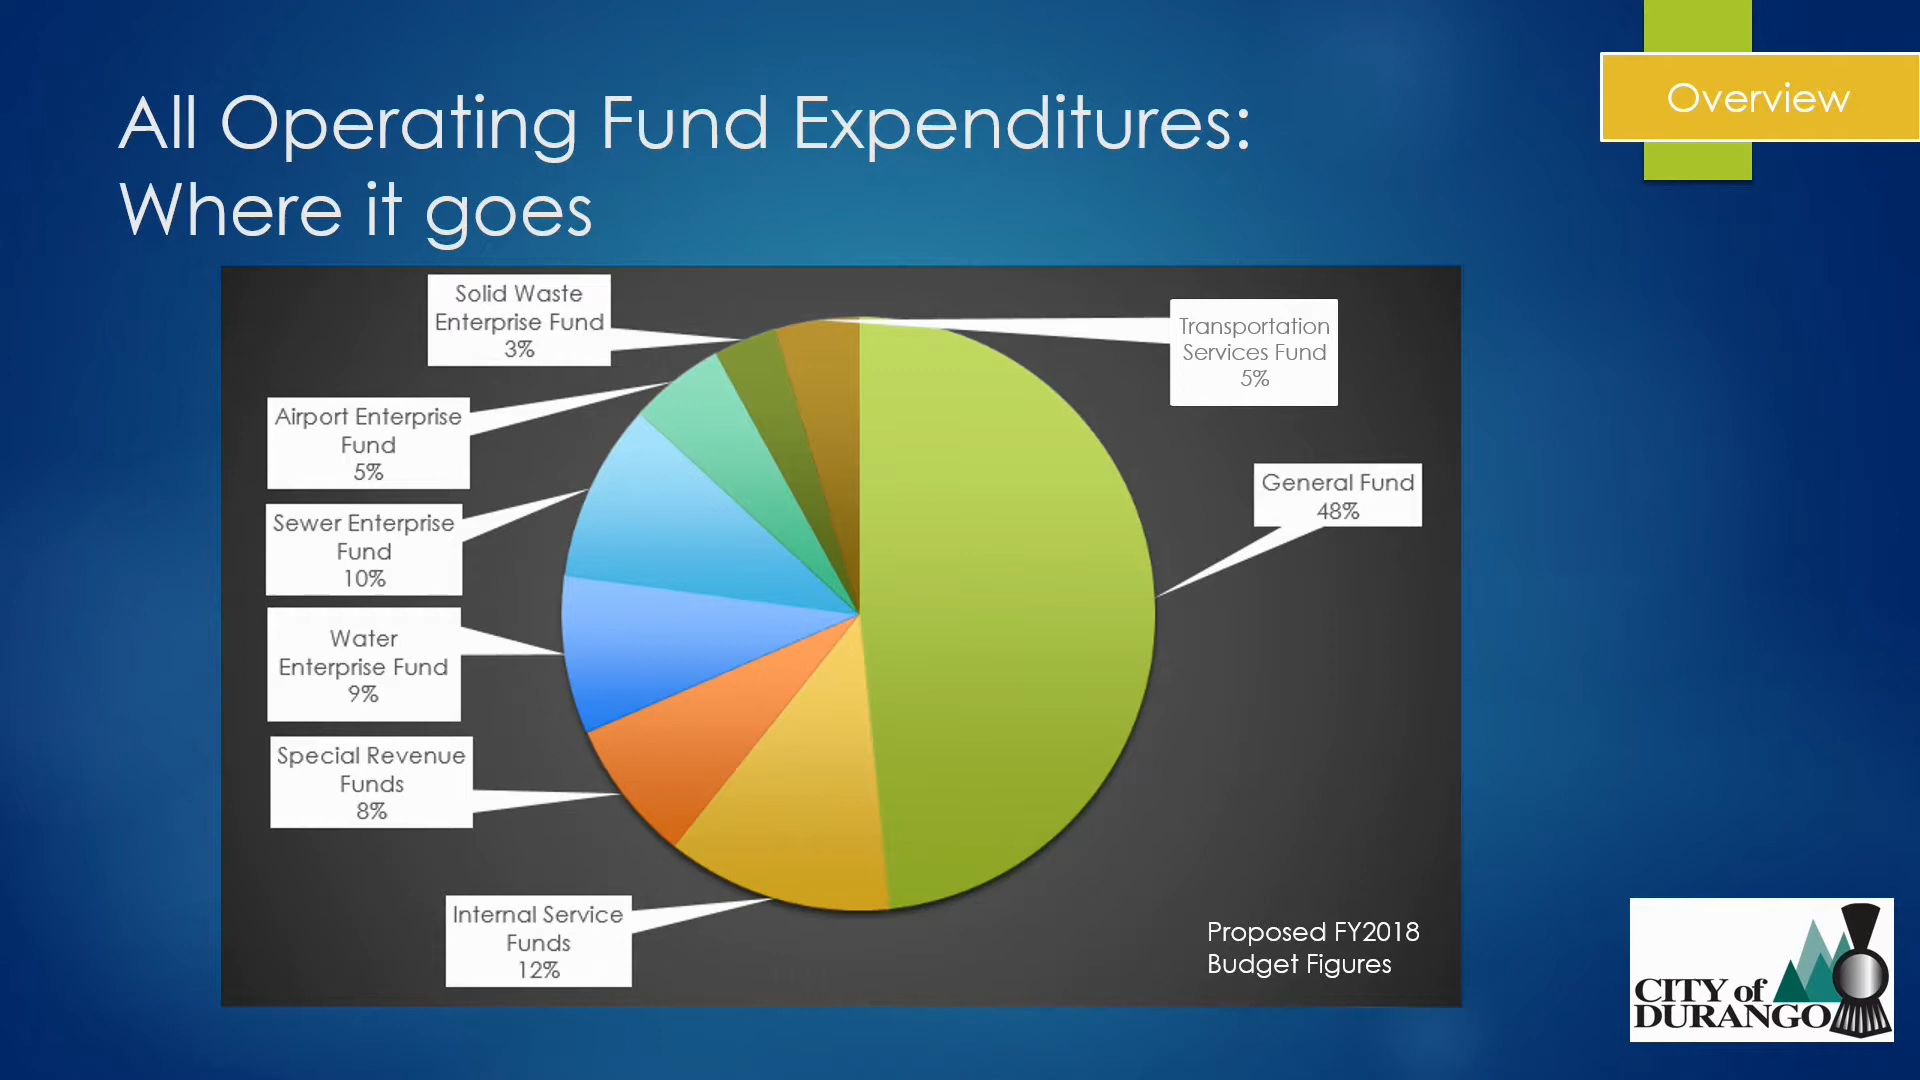 Overview
All Operating Fund Expenditures:
Where it goes
Solid Waste
Enterprise Fund
3%
Transportation
Services Fund
5%
Airport Enterprise
Fund
5%
General Fund
48%
Sewer Enterprise
Fund
10%
Water
Enterprise Fund
9%
Special Revenue
Funds
8%
Internal Service
Funds
12%
Proposed FY2018
Budget Figures
CITY of
DURANGO